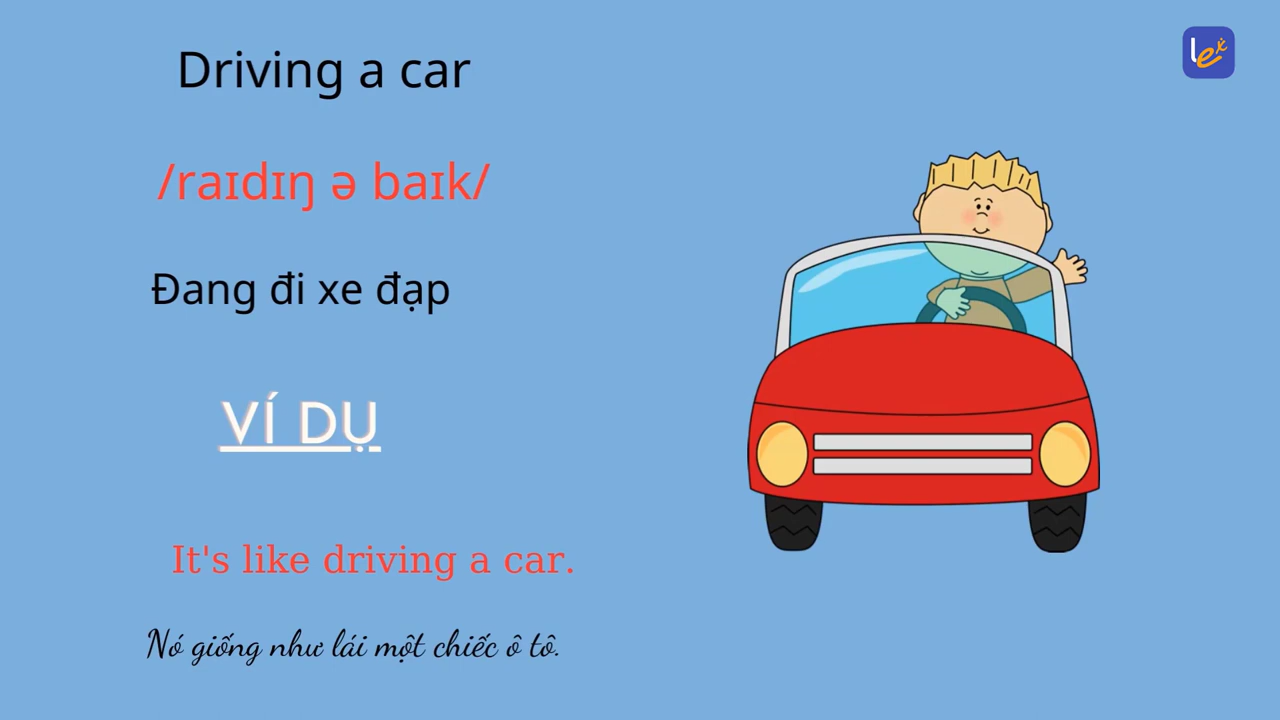 Driving a car
/raɪdɪŋ ə baɪk/
Đang đi xe đạp
VÍ DỤ
It's like driving a car.
Nó giống như lái một chiếc ô tô.
lex